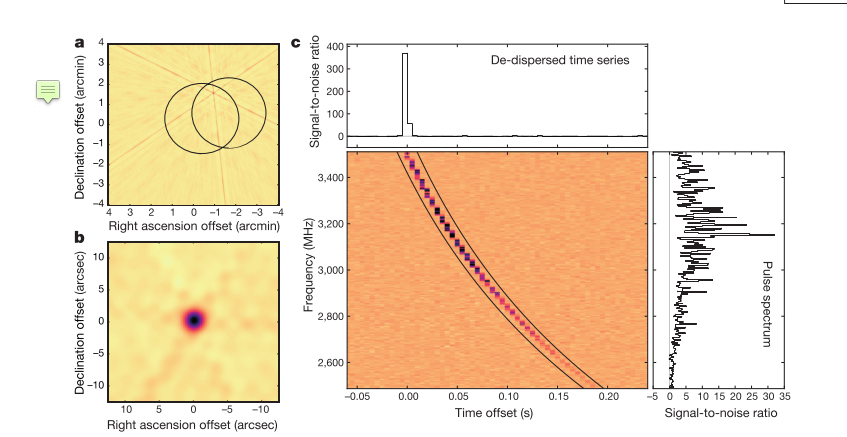 a
Declination offset (arcmin)
4
3
2
1
0
−1
−2
−3
−4
4 3 2 1 0 −1 −2 −3 −4
Right ascension offset (arcmin)
b
Declination offset (arcsec)
10
5
0
−5
−10
10 5 0 −5 −10
Right ascension offset (arcsec)
c
Signal-to-noise ratio
400
300
200
100
0
De-dispersed time series
Frequency (MHz)
3,400
3,200
3,000
2,800
2,600
−0.05 0.00 0.05 0.10 0.15 0.20
Time offset (s)
Pulse spectrum
−5 0 5 10 15 20 25 30 35
Signal-to-noise ratio